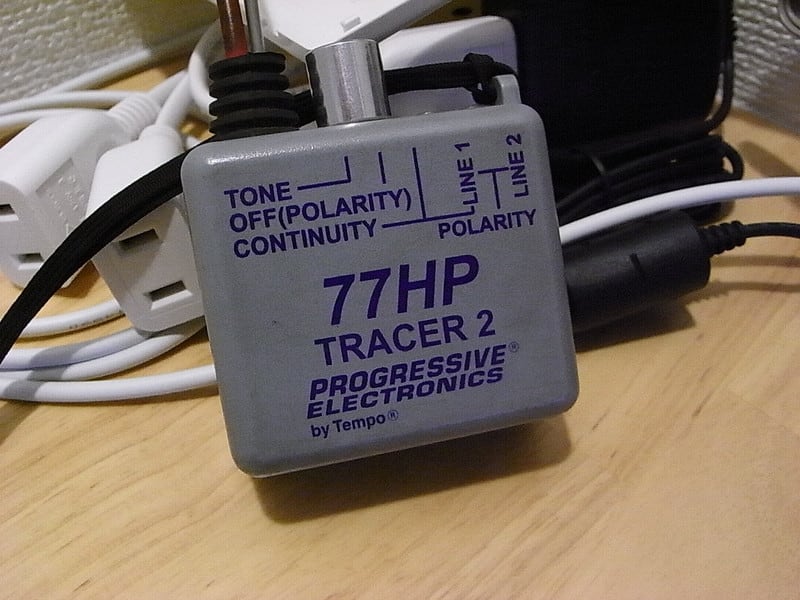 TONE
OFF(POLARITY)
CONTINUITY
LINE 1
LINE 2
POLARITY
77HP
TRACER 2
PROGRESSIVE®
ELECTRONICS
by Tempo®